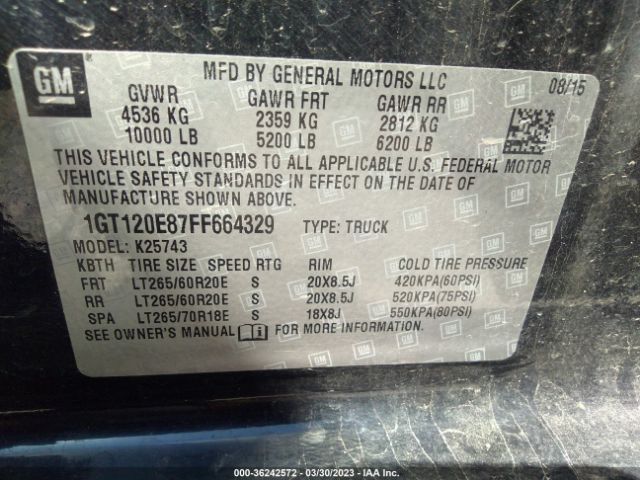 GM
MFD BY GENERAL MOTORS LLC 08/15
GVWR GAWR FRT GAWR RR
4536 KG 2359 KG 2812 KG
10000 LB 5200 LB 6200 LB
THIS VEHICLE CONFORMS TO ALL APPLICABLE U.S. FEDERAL MOTOR
VEHICLE SAFETY STANDARDS IN EFFECT ON THE DATE OF
MANUFACTURE SHOWN ABOVE.
1GT120E87FF664329 TYPE: TRUCK
MODEL: K25743
KBTH TIRE SIZE SPEED RTG RIM COLD TIRE PRESSURE
FRT LT265/60R20E S 20X8.5J 420KPA(60PSI)
RR LT265/60R20E S 20X8.5J 520KPA(75PSI)
SPA LT265/70R18E S 18X8J 550KPA(80PSI)
SEE OWNER'S MANUAL FOR MORE INFORMATION.
000-36242572 — 03/30/2023 — IAA Inc.